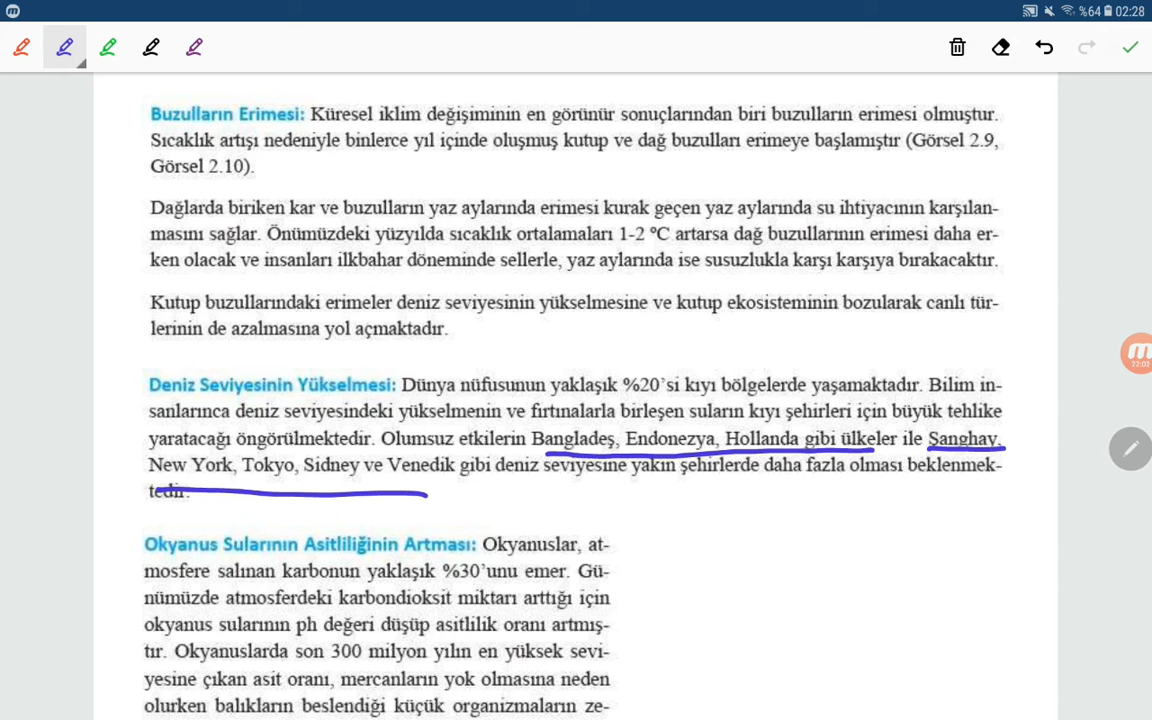 %64 02:28
Buzulların Erimesi: Küresel iklim değişiminin en görünür sonuçlarından biri buzulların erimesi olmuştur.
Sıcaklık artışı nedeniyle binlerce yıl içinde oluşmuş kutup ve dağ buzulları erimeye başlamıştır (Görsel 2.9,
Görsel 2.10).
Dağlarda biriken kar ve buzulların yaz aylarında erimesi kurak geçen yaz aylarında su ihtiyacının karşılan-
masını sağlar. Önümüzdeki yüzyılda sıcaklık ortalamaları 1-2 ºC artarsa dağ buzullarının erimesi daha er-
ken olacak ve insanları ilkbahar döneminde sellerle, yaz aylarında ise susuzlukla karşı karşıya bırakacaktır.
Kutup buzullarındaki erimeler deniz seviyesinin yükselmesine ve kutup ekosisteminin bozularak canlı tür-
lerinin de azalmasına yol açmaktadır.
Deniz Seviyesinin Yükselmesi: Dünya nüfusunun yaklaşık %20’si kıyı bölgelerde yaşamaktadır. Bilim in-
sanlarınca deniz seviyesindeki yükselmenin ve fırtınalarla birleşen suların kıyı şehirleri için büyük tehlike
yaratacağı öngörülmektedir. Olumsuz etkilerin Bangladeş, Endonezya, Hollanda gibi ülkeler ile Şanghay,
New York, Tokyo, Sidney ve Venedik gibi deniz seviyesine yakın şehirlerde daha fazla olması beklenmek-
tedir.
Okyanus Sularının Asitliliğinin Artması: Okyanuslar, at-
mosfere salınan karbonun yaklaşık %30’unu emer. Gü-
nümüzde atmosferdeki karbondioksit miktarı arttığı için
okyanus sularının ph değeri düşüp asitlilik oranı artmış-
tır. Okyanuslarda son 300 milyon yılın en yüksek sevi-
yesine çıkan asit oranı, mercanların yok olmasına neden
olurken balıkların beslendiği küçük organizmaların ze-